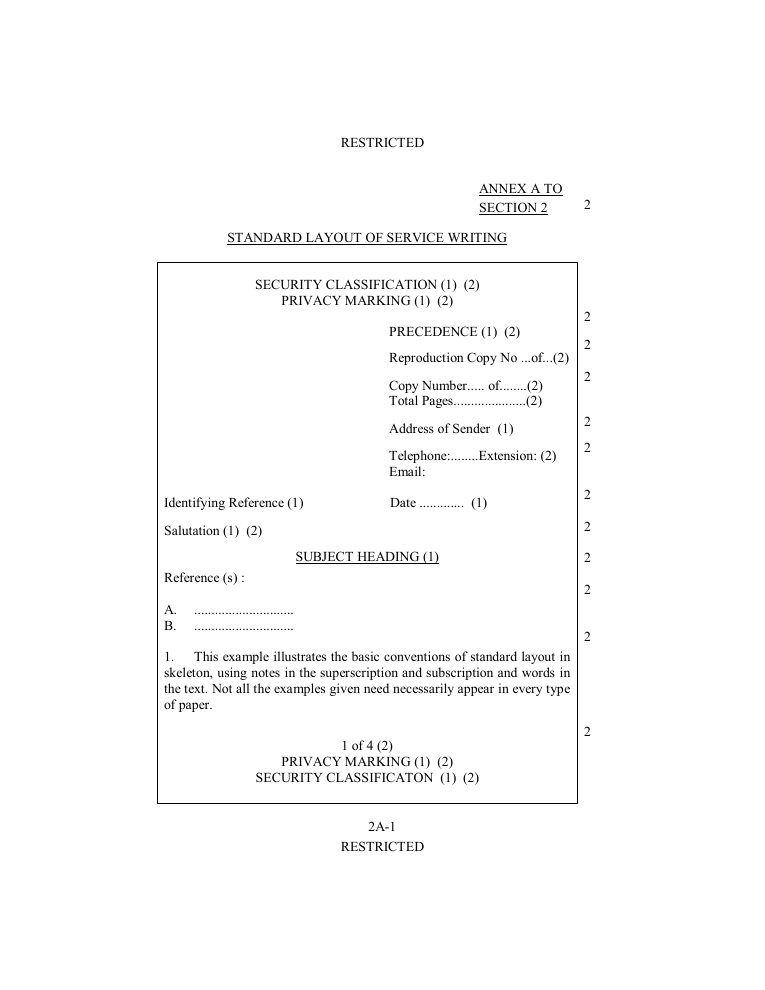 RESTRICTED
ANNEX A TO
SECTION 2 2
STANDARD LAYOUT OF SERVICE WRITING
SECURITY CLASSIFICATION (1) (2)
PRIVACY MARKING (1) (2)
2
PRECEDENCE (1) (2)
2
Reproduction Copy No ...of...(2)
2
Copy Number..... of........(2)
Total Pages.....................(2)
2
Address of Sender (1)
2
Telephone:........Extension: (2)
Email:
2
Identifying Reference (1) Date ............. (1)
2
Salutation (1) (2)
SUBJECT HEADING (1) 2
Reference (s) :
2
A. .............................
B. .............................
2
1. This example illustrates the basic conventions of standard layout in
skeleton, using notes in the superscription and subscription and words in
the text. Not all the examples given need necessarily appear in every type
of paper.
2
1 of 4 (2)
PRIVACY MARKING (1) (2)
SECURITY CLASSIFICATON (1) (2)
2A-1
RESTRICTED